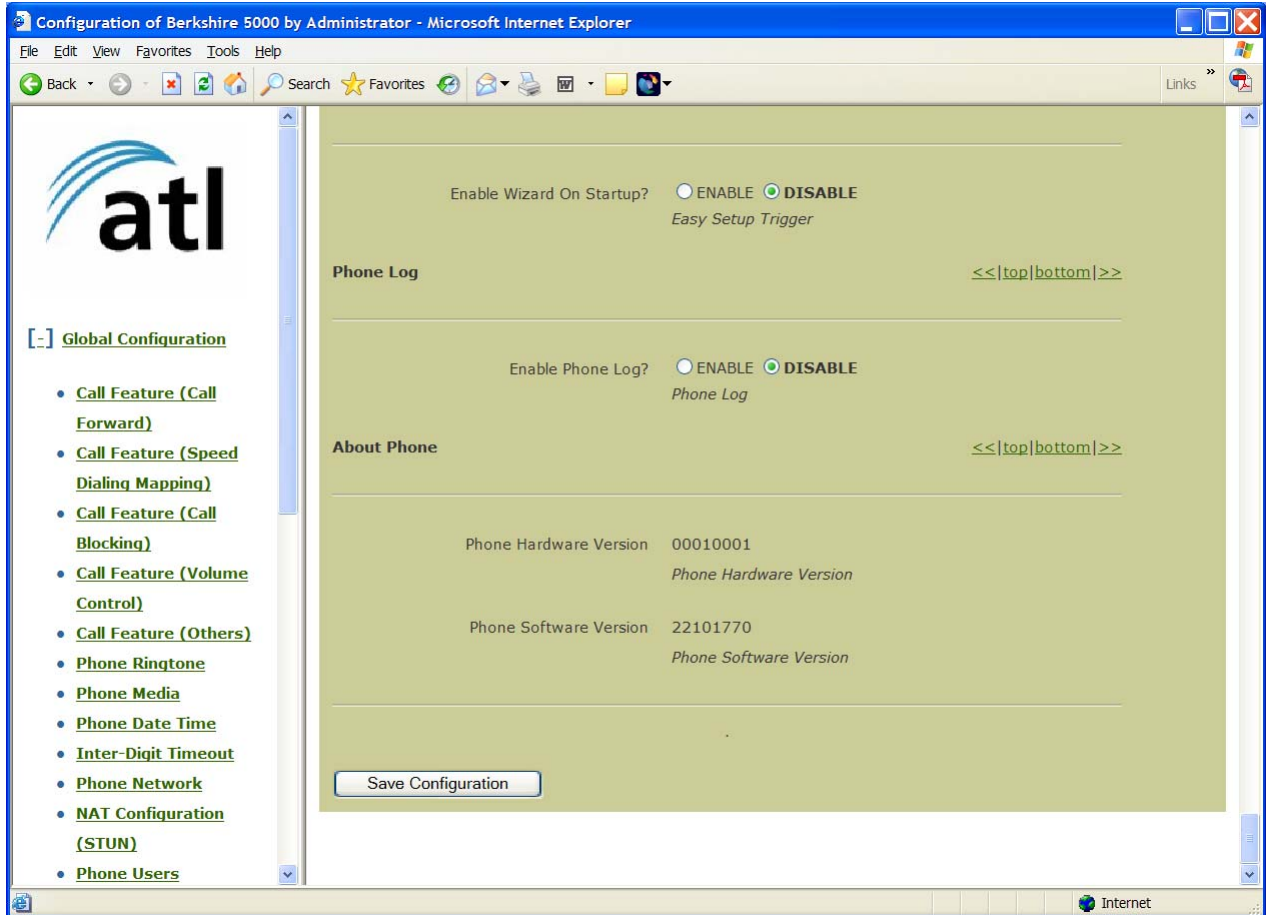 Configuration of Berkshire 5000 by Administrator - Microsoft Internet Explorer
File Edit View Favorites Tools Help
Back Search Favorites Links »
atl
[-] Global Configuration
Call Feature (Call
Forward)
Call Feature (Speed
Dialing Mapping)
Call Feature (Call
Blocking)
Call Feature (Volume
Control)
Call Feature (Others)
Phone Ringtone
Phone Media
Phone Date Time
Inter-Digit Timeout
Phone Network
NAT Configuration
(STUN)
Phone Users
Enable Wizard On Startup? ENABLE DISABLE
Easy Setup Trigger
Phone Log <<|top|bottom|>>
Enable Phone Log? ENABLE DISABLE
Phone Log
About Phone <<|top|bottom|>>
Phone Hardware Version 00010001
Phone Hardware Version
Phone Software Version 22101770
Phone Software Version
.
Save Configuration
Internet